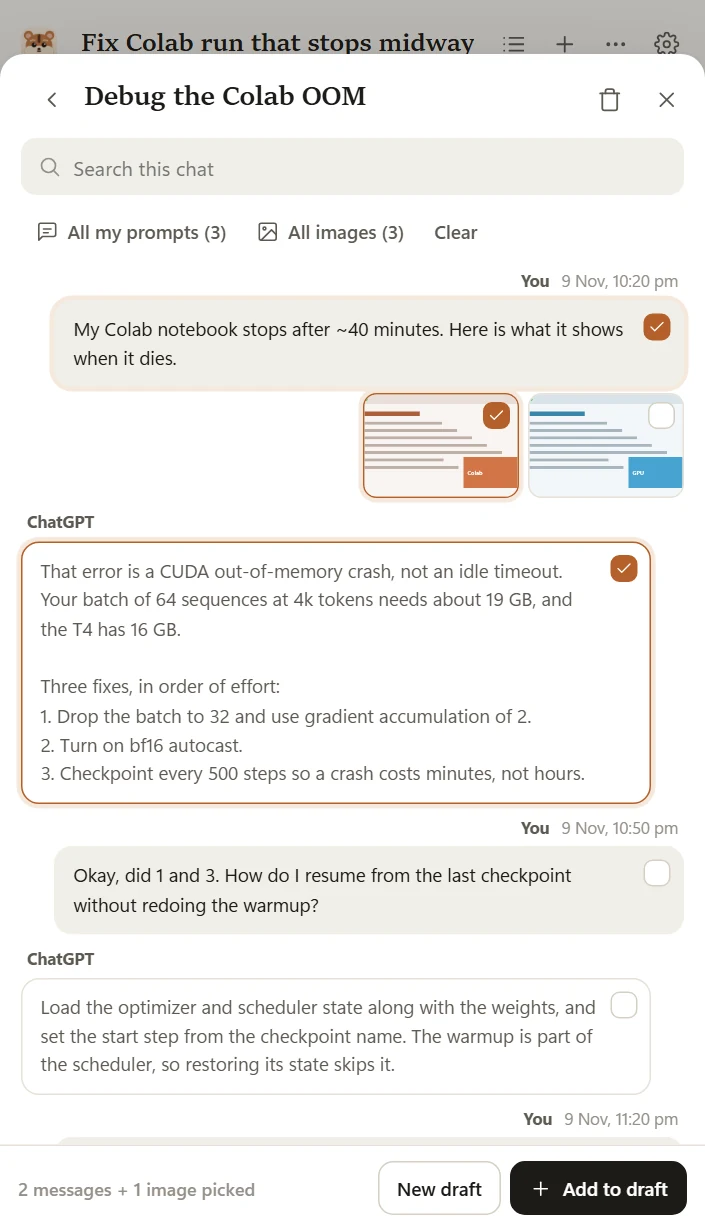 Fix Colab run that stops midway
Debug the Colab OOM
Search this chat
All my prompts (3)
All images (3)
Clear
You 9 Nov, 10:20 pm
My Colab notebook stops after ~40 minutes. Here is what it shows
when it dies.
Colab
GPU
ChatGPT
That error is a CUDA out-of-memory crash, not an idle timeout.
Your batch of 64 sequences at 4k tokens needs about 19 GB, and
the T4 has 16 GB.
Three fixes, in order of effort:
1. Drop the batch to 32 and use gradient accumulation of 2.
2. Turn on bf16 autocast.
3. Checkpoint every 500 steps so a crash costs minutes, not hours.
You 9 Nov, 10:50 pm
Okay, did 1 and 3. How do I resume from the last checkpoint
without redoing the warmup?
ChatGPT
Load the optimizer and scheduler state along with the weights, and
set the start step from the checkpoint name. The warmup is part of
the scheduler, so restoring its state skips it.
You 9 Nov, 11:20 pm
2 messages + 1 image picked
New draft
Add to draft